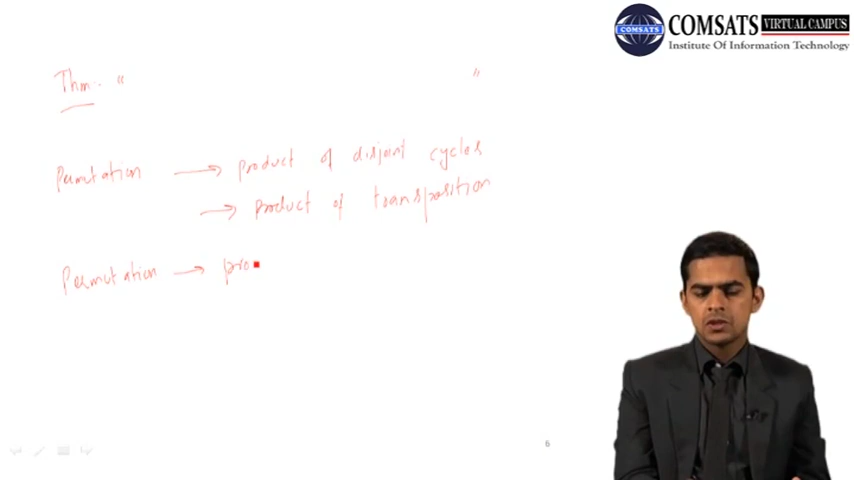 COMSATS VIRTUAL CAMPUS
COMSATS
Institute Of Information Technology
Thm:- " "
Permutation → product of disjoint cycles
→ product of transposition
Permutation → pro
6